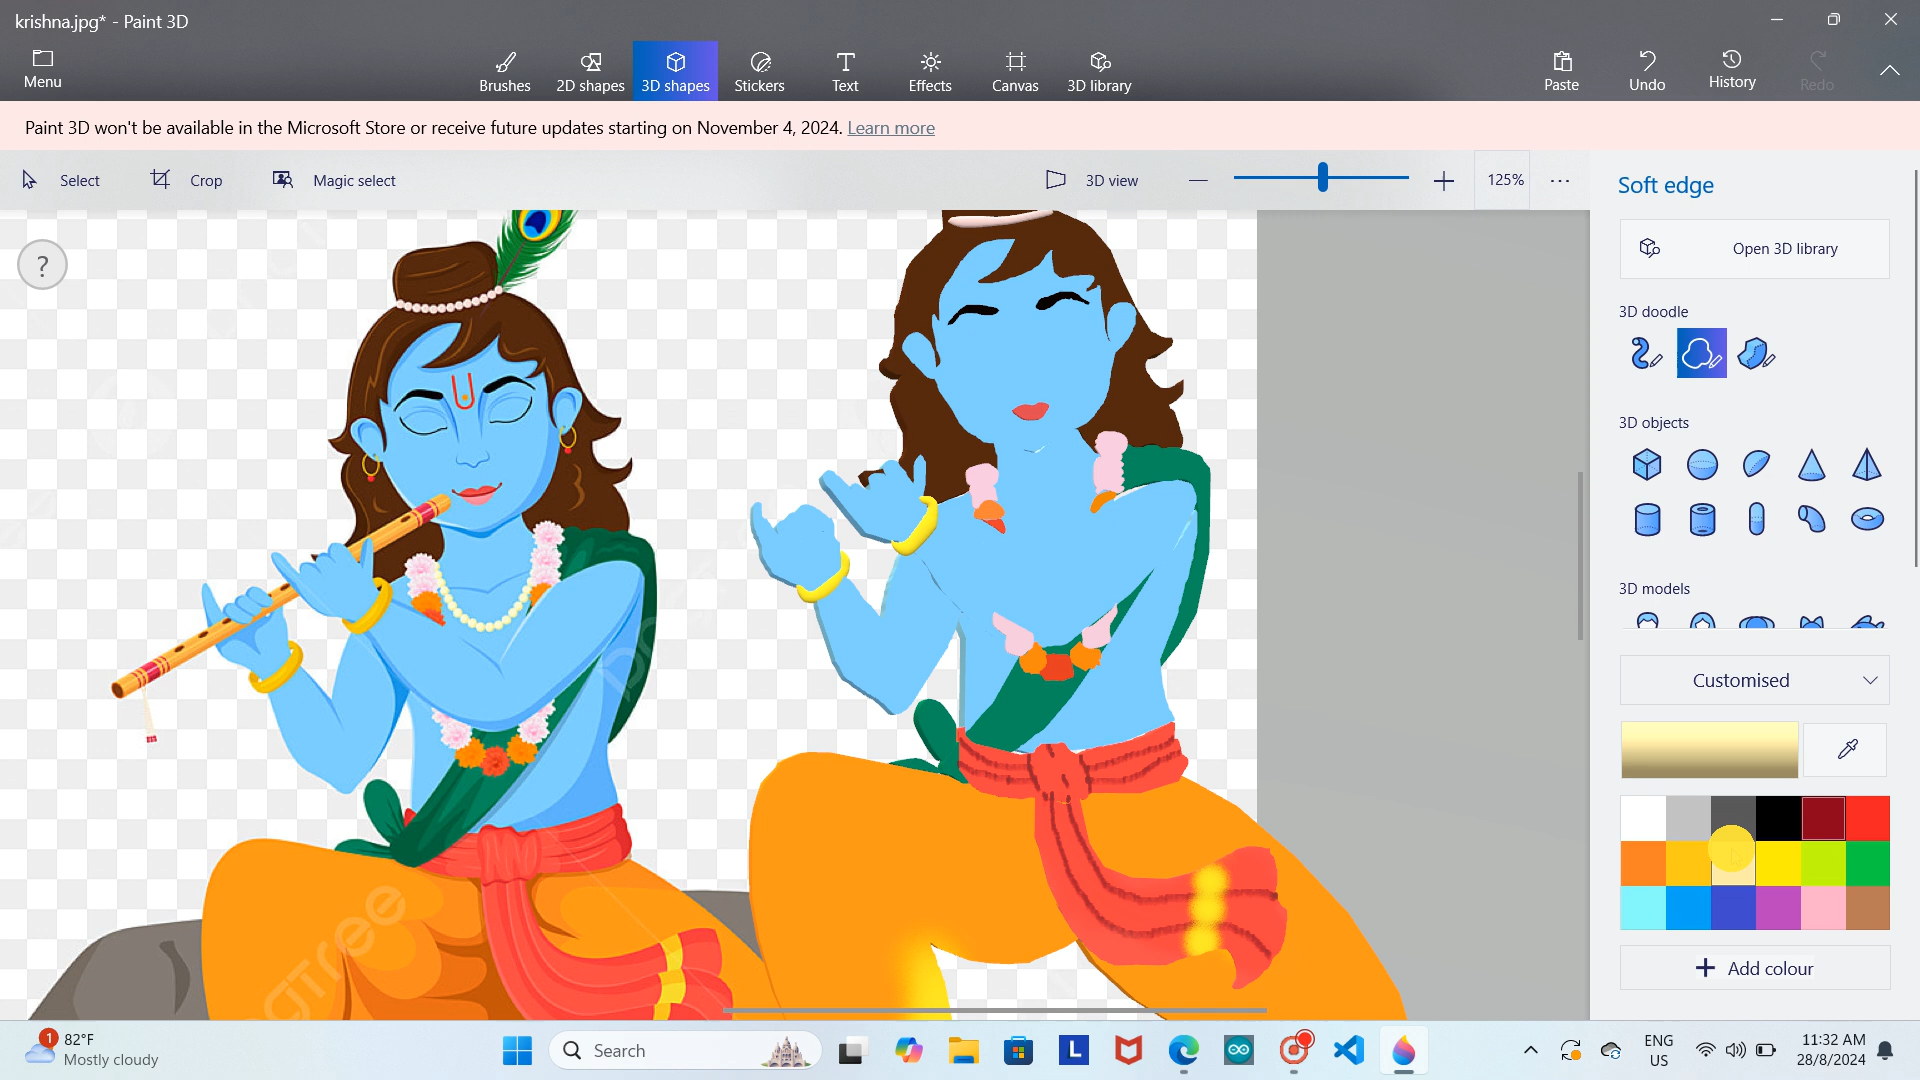 krishna.jpg* - Paint 3D
Menu
Brushes
2D shapes
3D shapes
Stickers
Text
Effects
Canvas
3D library
Paste
Undo
History
Redo
Paint 3D won't be available in the Microsoft Store or receive future updates starting on November 4, 2024. Learn more
Select
Crop
Magic select
3D view
125%
...
?
Soft edge
Open 3D library
3D doodle
3D objects
3D models
Customised
+ Add colour
gtree
1
82°F
Mostly cloudy
Search
L
ENG
US
11:32 AM
28/8/2024